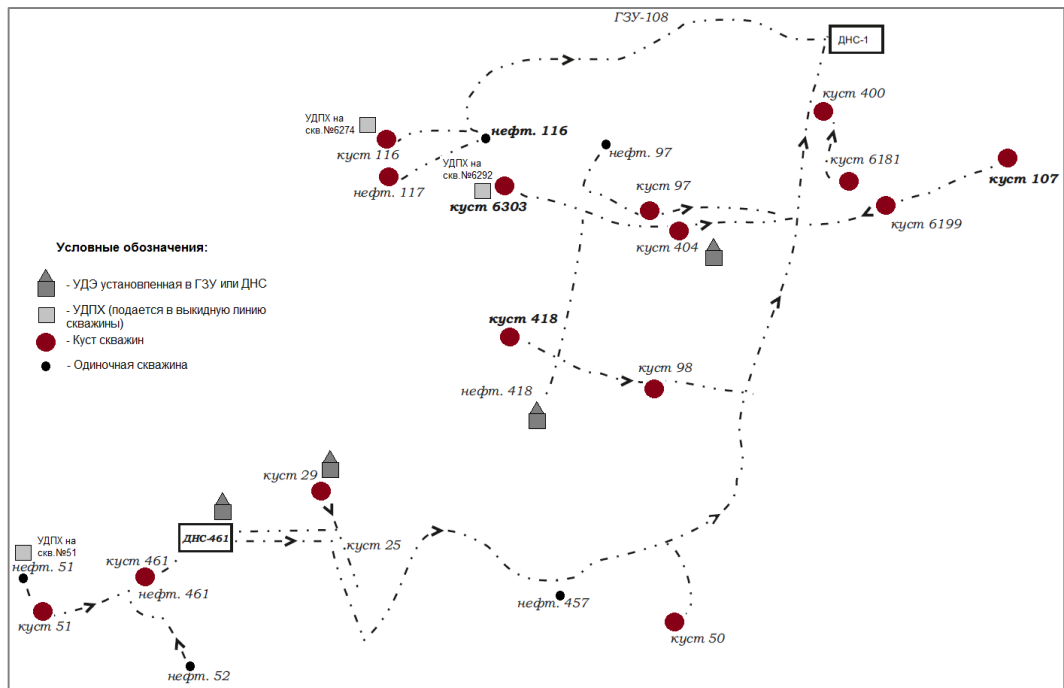 ГЗУ-108
ДНС-1
куст 400
УДПХ на
скв.№6274
нефт. 116
куст 116
нефт. 97
УДПХ на
скв.№6292
куст 6181
нефт. 117
куст 97
куст 107
куст 6303
куст 6199
куст 404
Условные обозначения:
- УДЭ установленная в ГЗУ или ДНС
- УДПХ (подается в выкидную линию
скважины)
- Куст скважин
- Одиночная скважина
куст 418
куст 98
нефт. 418
куст 29
ДНС-461
УДПХ на
скв.№51
куст 25
куст 461
нефт. 51
нефт. 461
нефт. 457
куст 51
куст 50
нефт. 52